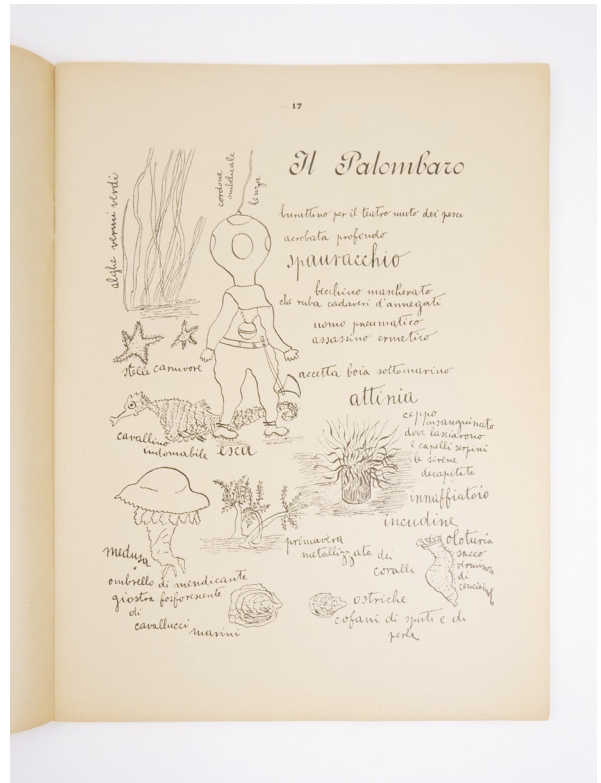 17
Il Palombaro
alghe vermi verdi
cordone
ombelicale
lenza
burattino per il teatro muto dei pesci
acrobata profondo
spauracchio
becchino mascherato
che ruba cadaveri d'annegati
uomo pneumatico
assassino ermetico
stelle carnivore
accetta boia sottomarino
cavallino
indomabile
esca
attinia
ceppo
insanguinato
dove lasciarono
i capelli serpini
le sirene
decapitate
innaffiatoio
incudine
primavera
metallizzata dei
coralli
oloturia
sacco
verminoso
di
medusa
ombrello di mendicante
giostra fosforescente
di
cavallucci
marini
ostriche
cofani di sputi e di
perle